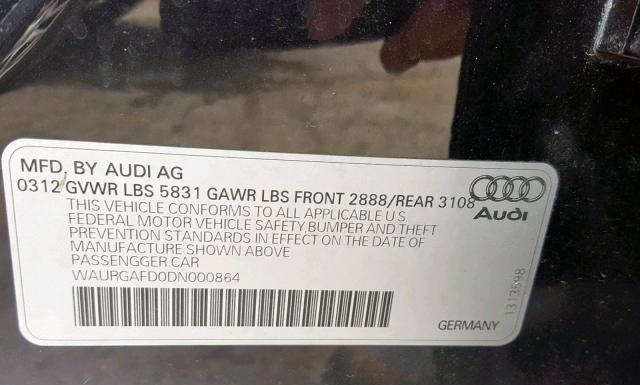 MFD, BY AUDI AG
0312 GVWR LBS 5831 GAWR LBS FRONT 2888/REAR 3108
THIS VEHICLE CONFORMS TO ALL APPLICABLE U S
FEDERAL MOTOR VEHICLE SAFETY,BUMPER AND THEFT
PREVENTION STANDARDS IN EFFECT ON THE DATE OF
MANUFACTURE SHOWN ABOVE
PASSENGGER CAR
WAURGAFD0DN000864
Audi
1313598
GERMANY